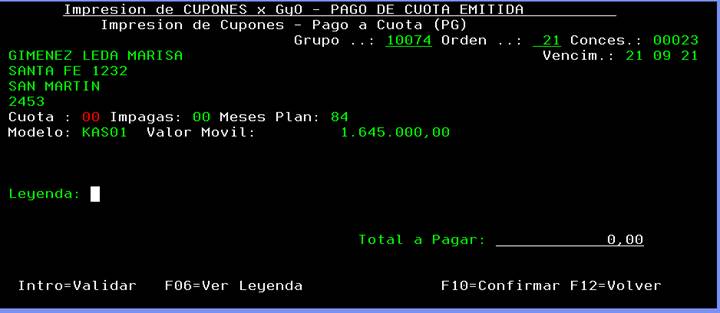 Impresion de CUPONES x GyO - PAGO DE CUOTA EMITIDA
Impresion de Cupones - Pago a Cuota (PG)
Grupo ..: 10074 Orden ..: 21 Conces.: 00023
GIMENEZ LEDA MARISA Vencim.: 21 09 21
SANTA FE 1232
SAN MARTIN
2453
Cuota : 00 Impagas: 00 Meses Plan: 84
Modelo: KAS01 Valor Movil: 1.645.000,00
Leyenda:
Total a Pagar: 0,00
Intro=Validar F06=Ver Leyenda F10=Confirmar F12=Volver